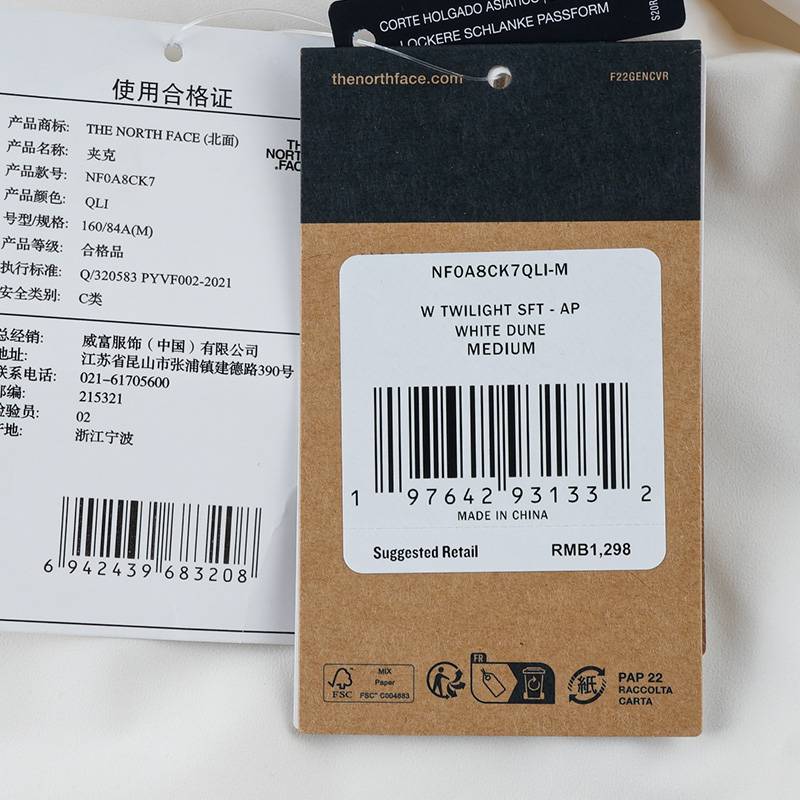 CORTE HOLGADO ASIATICO
LOCKERE SCHLANKE PASSFORM
S20R
使用合格证
产品商标: THE NORTH FACE (北面)
产品名称: 夹克
产品款号: NF0A8CK7
产品颜色: QLI
号型/规格: 160/84A(M)
产品等级: 合格品
执行标准: Q/320583 PYVF002-2021
安全类别: C类
TH
NORT
FAC
总经销: 威富服饰（中国）有限公司
地址: 江苏省昆山市张浦镇建德路390号
联系电话: 021-61705600
邮编: 215321
检验员: 02
产地: 浙江宁波
6 942439 683208
thenorthface.com
F22GENCVR
NF0A8CK7QLI-M
W TWILIGHT SFT - AP
WHITE DUNE
MEDIUM
1 97642 93133 2
MADE IN CHINA
Suggested Retail RMB1,298
FSC
MIX
Paper
FSC® C004883
FR
紙
PAP 22
RACCOLTA
CARTA